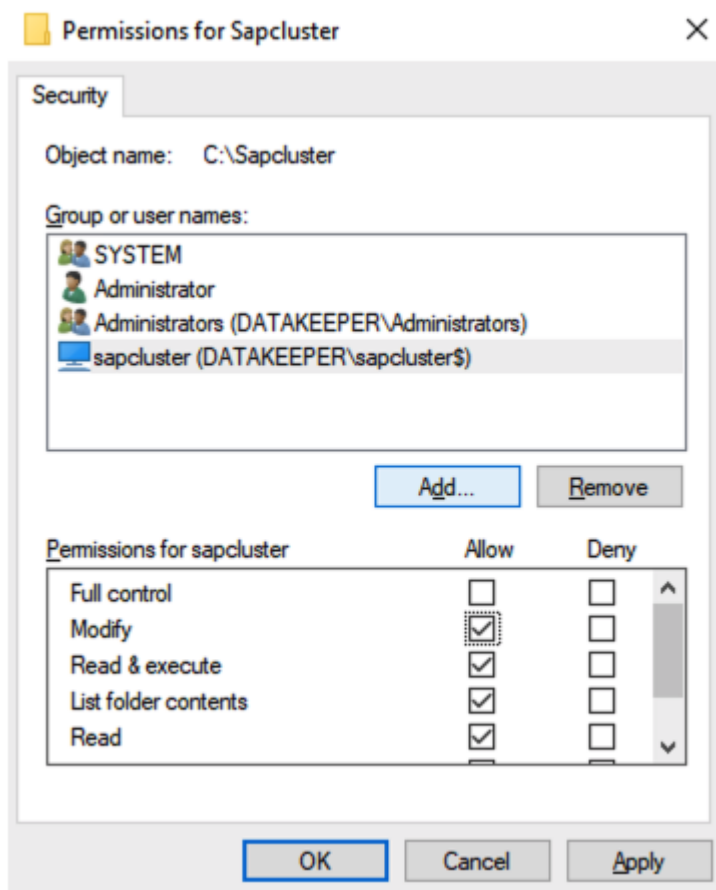 Permissions for Sapcluster
Security
Object name: C:\Sapcluster
Group or user names:
SYSTEM
Administrator
Administrators (DATAKEEPER\Administrators)
sapcluster (DATAKEEPER\sapcluster$)
Add... Remove
Permissions for sapcluster Allow Deny
Full control
Modify
Read & execute
List folder contents
Read
OK Cancel Apply